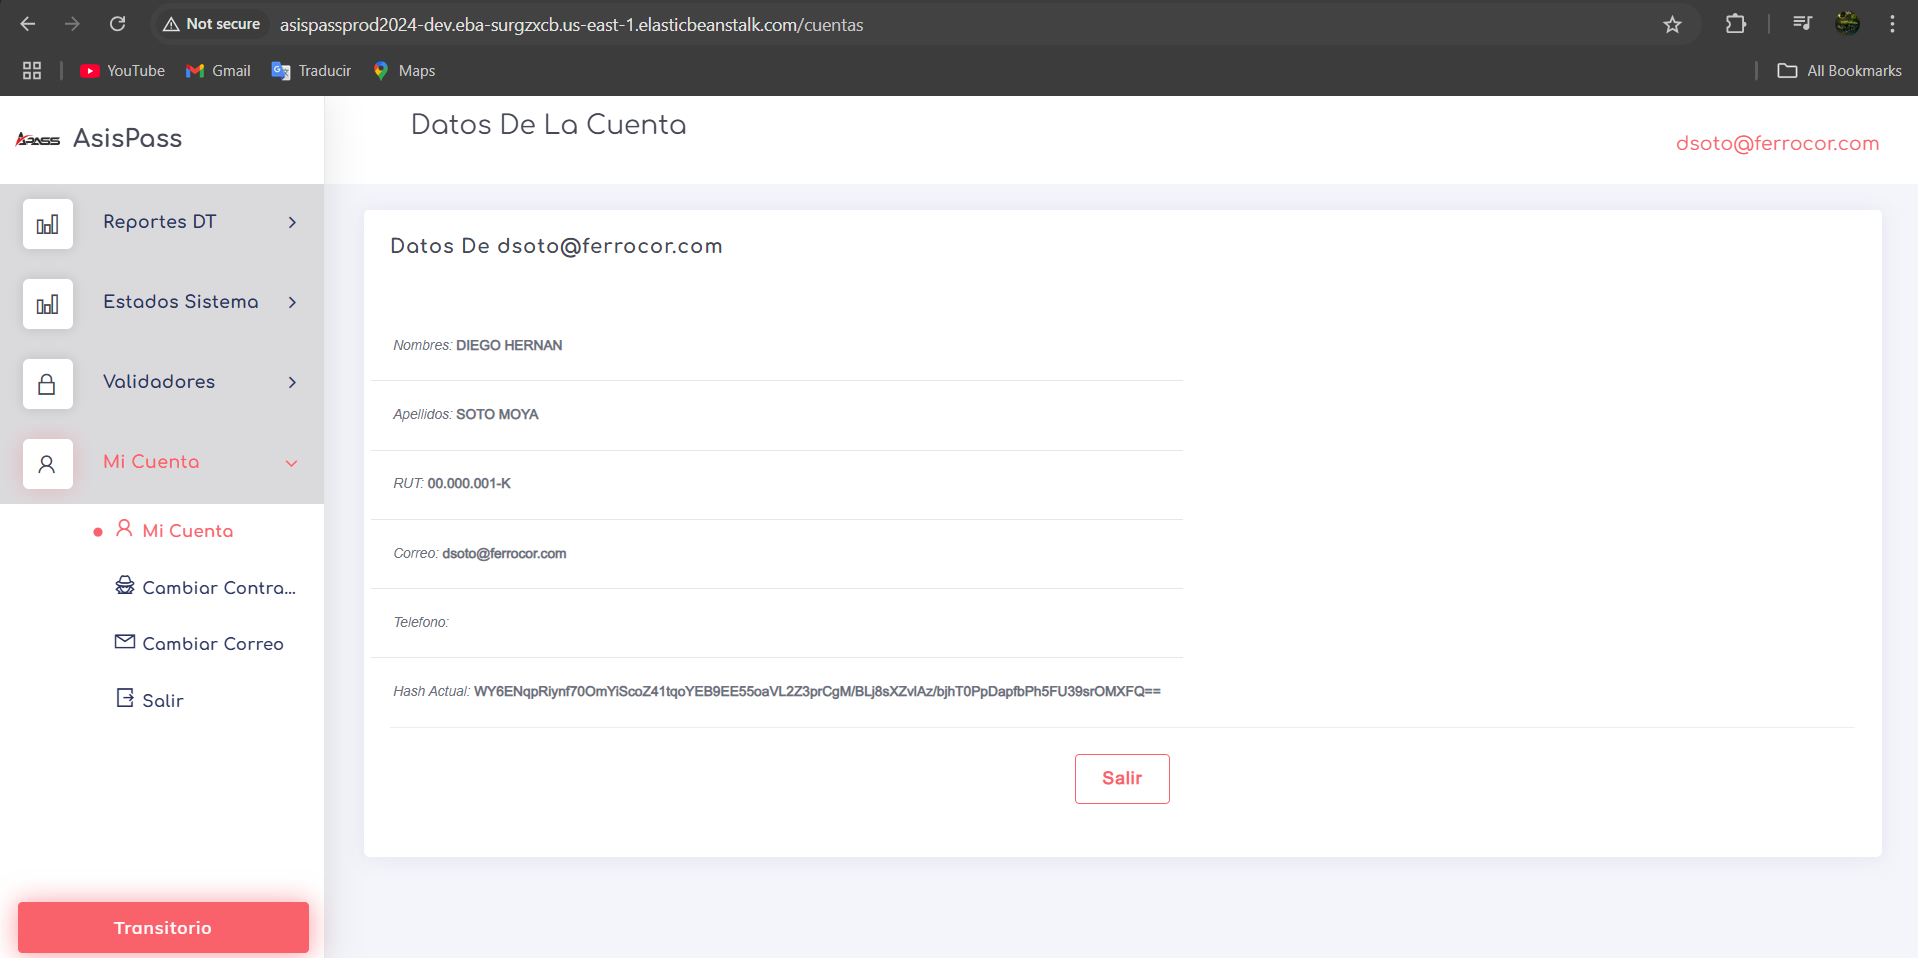 Not secure asispassprod2024-dev.eba-surgzxcb.us-east-1.elasticbeanstalk.com/cuentas
YouTube Gmail Traducir Maps All Bookmarks
APASS AsisPass
Datos De La Cuenta
dsoto@ferrocor.com
Reportes DT
Estados Sistema
Validadores
Mi Cuenta
Mi Cuenta
Cambiar Contra...
Cambiar Correo
Salir
Transitorio
Datos De dsoto@ferrocor.com
Nombres: DIEGO HERNAN
Apellidos: SOTO MOYA
RUT: 00.000.001-K
Correo: dsoto@ferrocor.com
Telefono:
Hash Actual: WY6ENqpRiynf70OmYiScoZ41tqoYEB9EE55oaVL2Z3prCgM/BLj8sXZvlAz/bjhT0PpDapfbPh5FU39srOMXFQ==
Salir